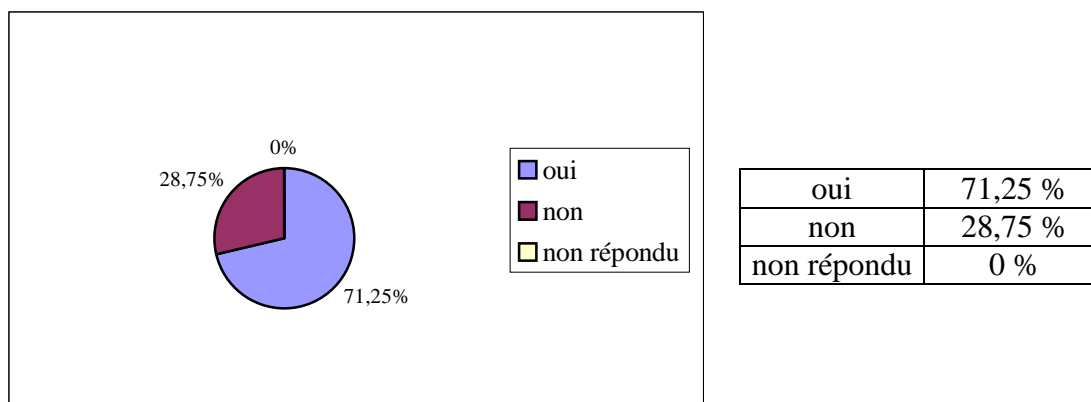 0%
28,75%
71,25%
oui
non
non répondu
oui 71,25 %
non 28,75 %
non répondu 0 %